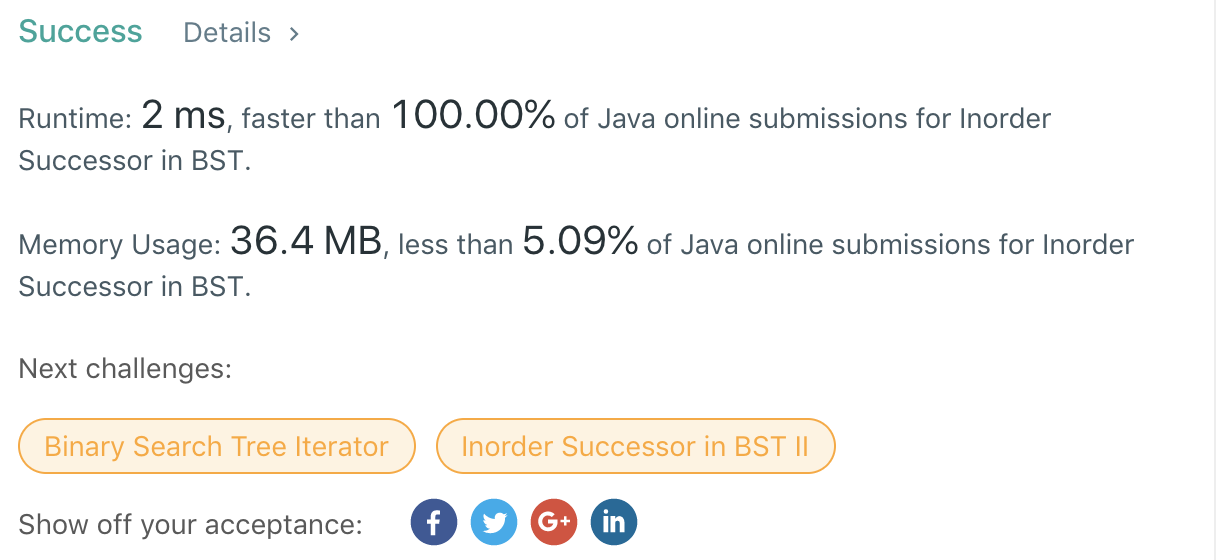 Success Details >
Runtime: 2 ms, faster than 100.00% of Java online submissions for Inorder
Successor in BST.
Memory Usage: 36.4 MB, less than 5.09% of Java online submissions for Inorder
Successor in BST.
Next challenges:
Binary Search Tree Iterator Inorder Successor in BST II
Show off your acceptance: f G+ in